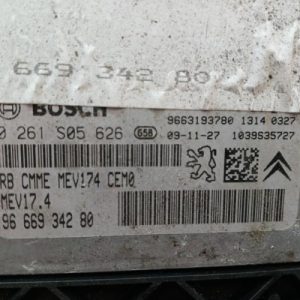 669 342 80
BOSCH 9663193780 1314 0327
0 261 S05 626 658 09-11-27 1039S35727
RB CMME MEV174 CEM0
MEV17.4
96 669 342 80